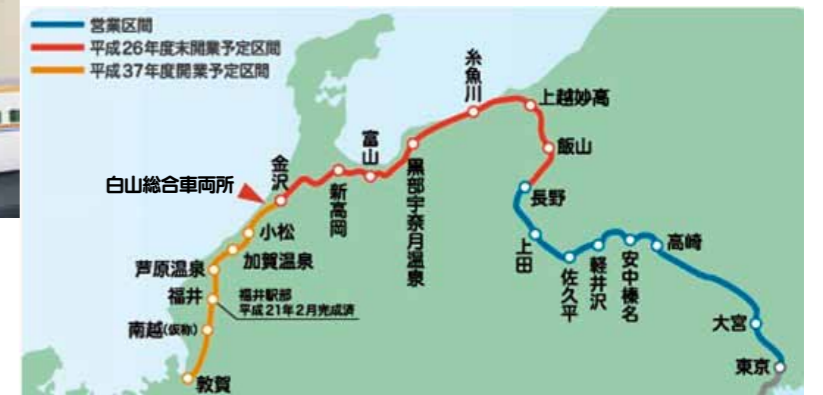 営業区間
平成26年度末開業予定区間
平成37年度開業予定区間
糸魚川
上越妙高
飯山
富山
黒部宇奈月温泉
金沢
新高岡
白山総合車両所
長野
小松
加賀温泉
上田
佐久平
軽井沢
安中榛名
高崎
芦原温泉
福井
福井駅部
平成21年2月完成済
南越(仮称)
大宮
東京
敦賀